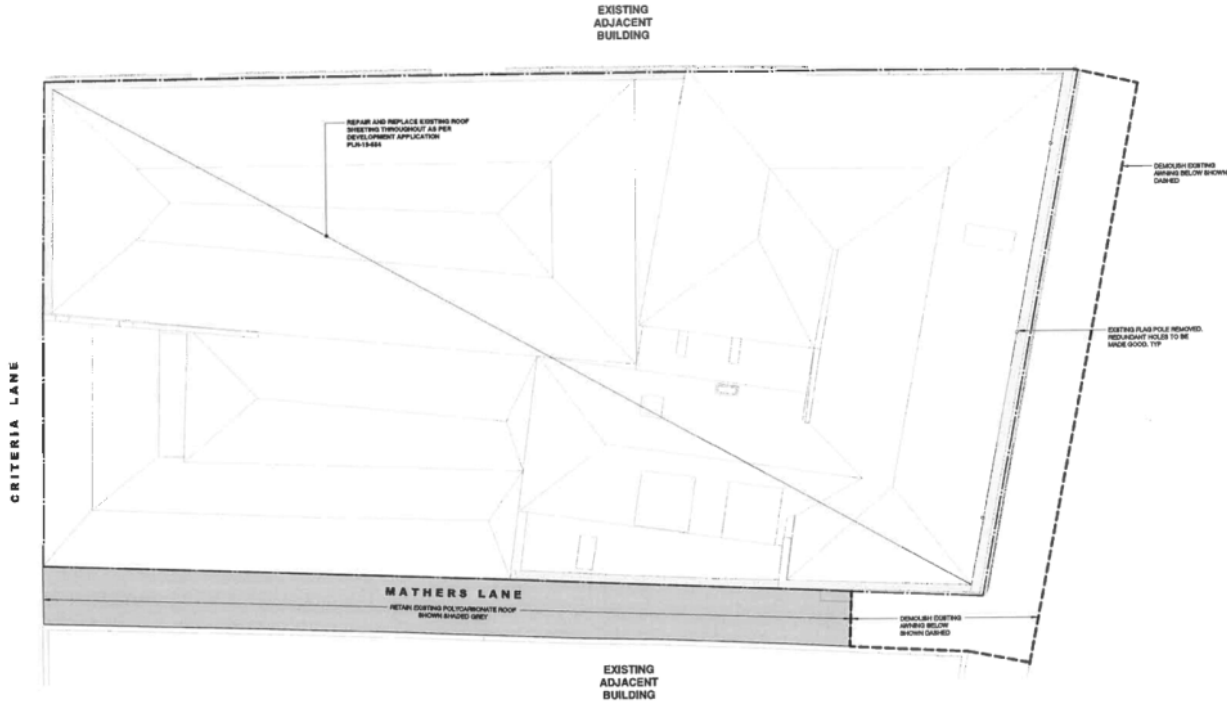 EXISTING
ADJACENT
BUILDING
REPAIR AND REPLACE EXISTING ROOF
SHEETING THROUGHOUT AS PER
DEVELOPMENT APPLICATION
DEMOLISH EXISTING
AWNING BELOW SHOWN
DASHED
EXISTING FLAG POLE REMOVED.
REDUNDANT HOLES TO BE
MADE GOOD. TYP
CRITERIA LANE
MATHERS LANE
RETAIN EXISTING POLYCARBONATE ROOF
SHOWN SHADED GREY
DEMOLISH EXISTING
AWNING BELOW
SHOWN DASHED
EXISTING
ADJACENT
BUILDING